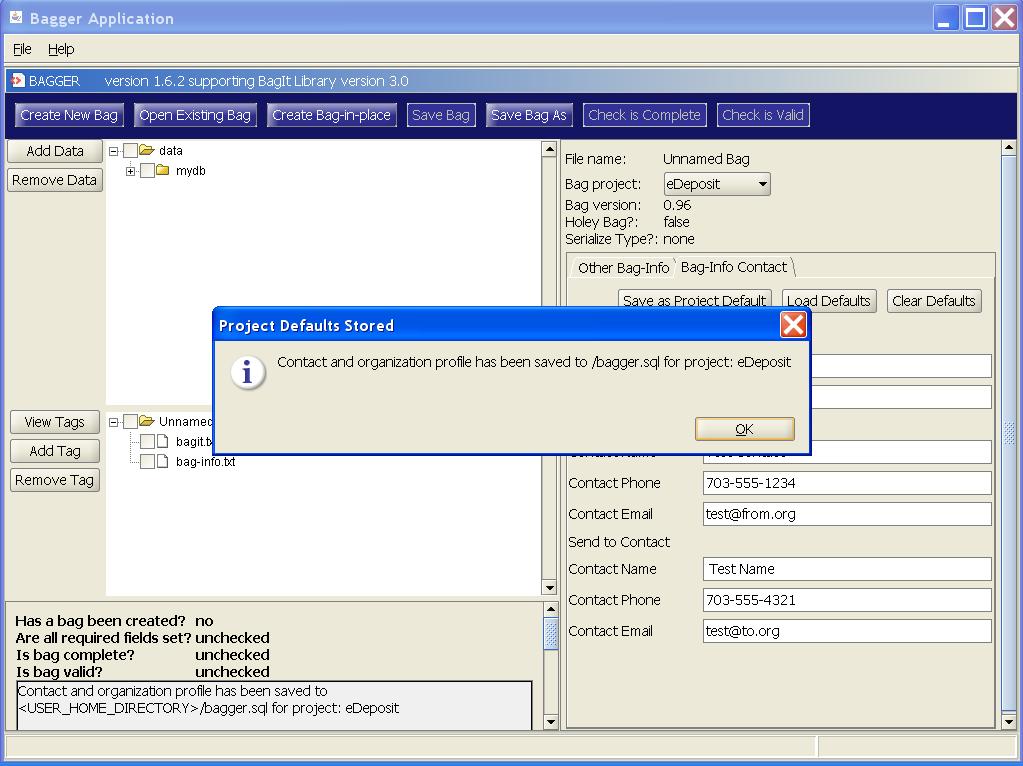 Bagger Application
File Help
BAGGER version 1.6.2 supporting BagIt Library version 3.0
Create New Bag Open Existing Bag Create Bag-in-place Save Bag Save Bag As Check is Complete Check is Valid
Add Data
Remove Data
data
mydb
File name: Unnamed Bag
Bag project: eDeposit
Bag version: 0.96
Holey Bag?: false
Serialize Type?: none
Other Bag-Info Bag-Info Contact
Save as Project Default Load Defaults Clear Defaults
Project Defaults Stored
Contact and organization profile has been saved to /bagger.sql for project: eDeposit
OK
View Tags
Add Tag
Remove Tag
Unnamed
bagit.tx
bag-info.txt
Contact Phone 703-555-1234
Contact Email test@from.org
Send to Contact
Contact Name Test Name
Contact Phone 703-555-4321
Contact Email test@to.org
Has a bag been created? no
Are all required fields set? unchecked
Is bag complete? unchecked
Is bag valid? unchecked
Contact and organization profile has been saved to
<USER_HOME_DIRECTORY>/bagger.sql for project: eDeposit